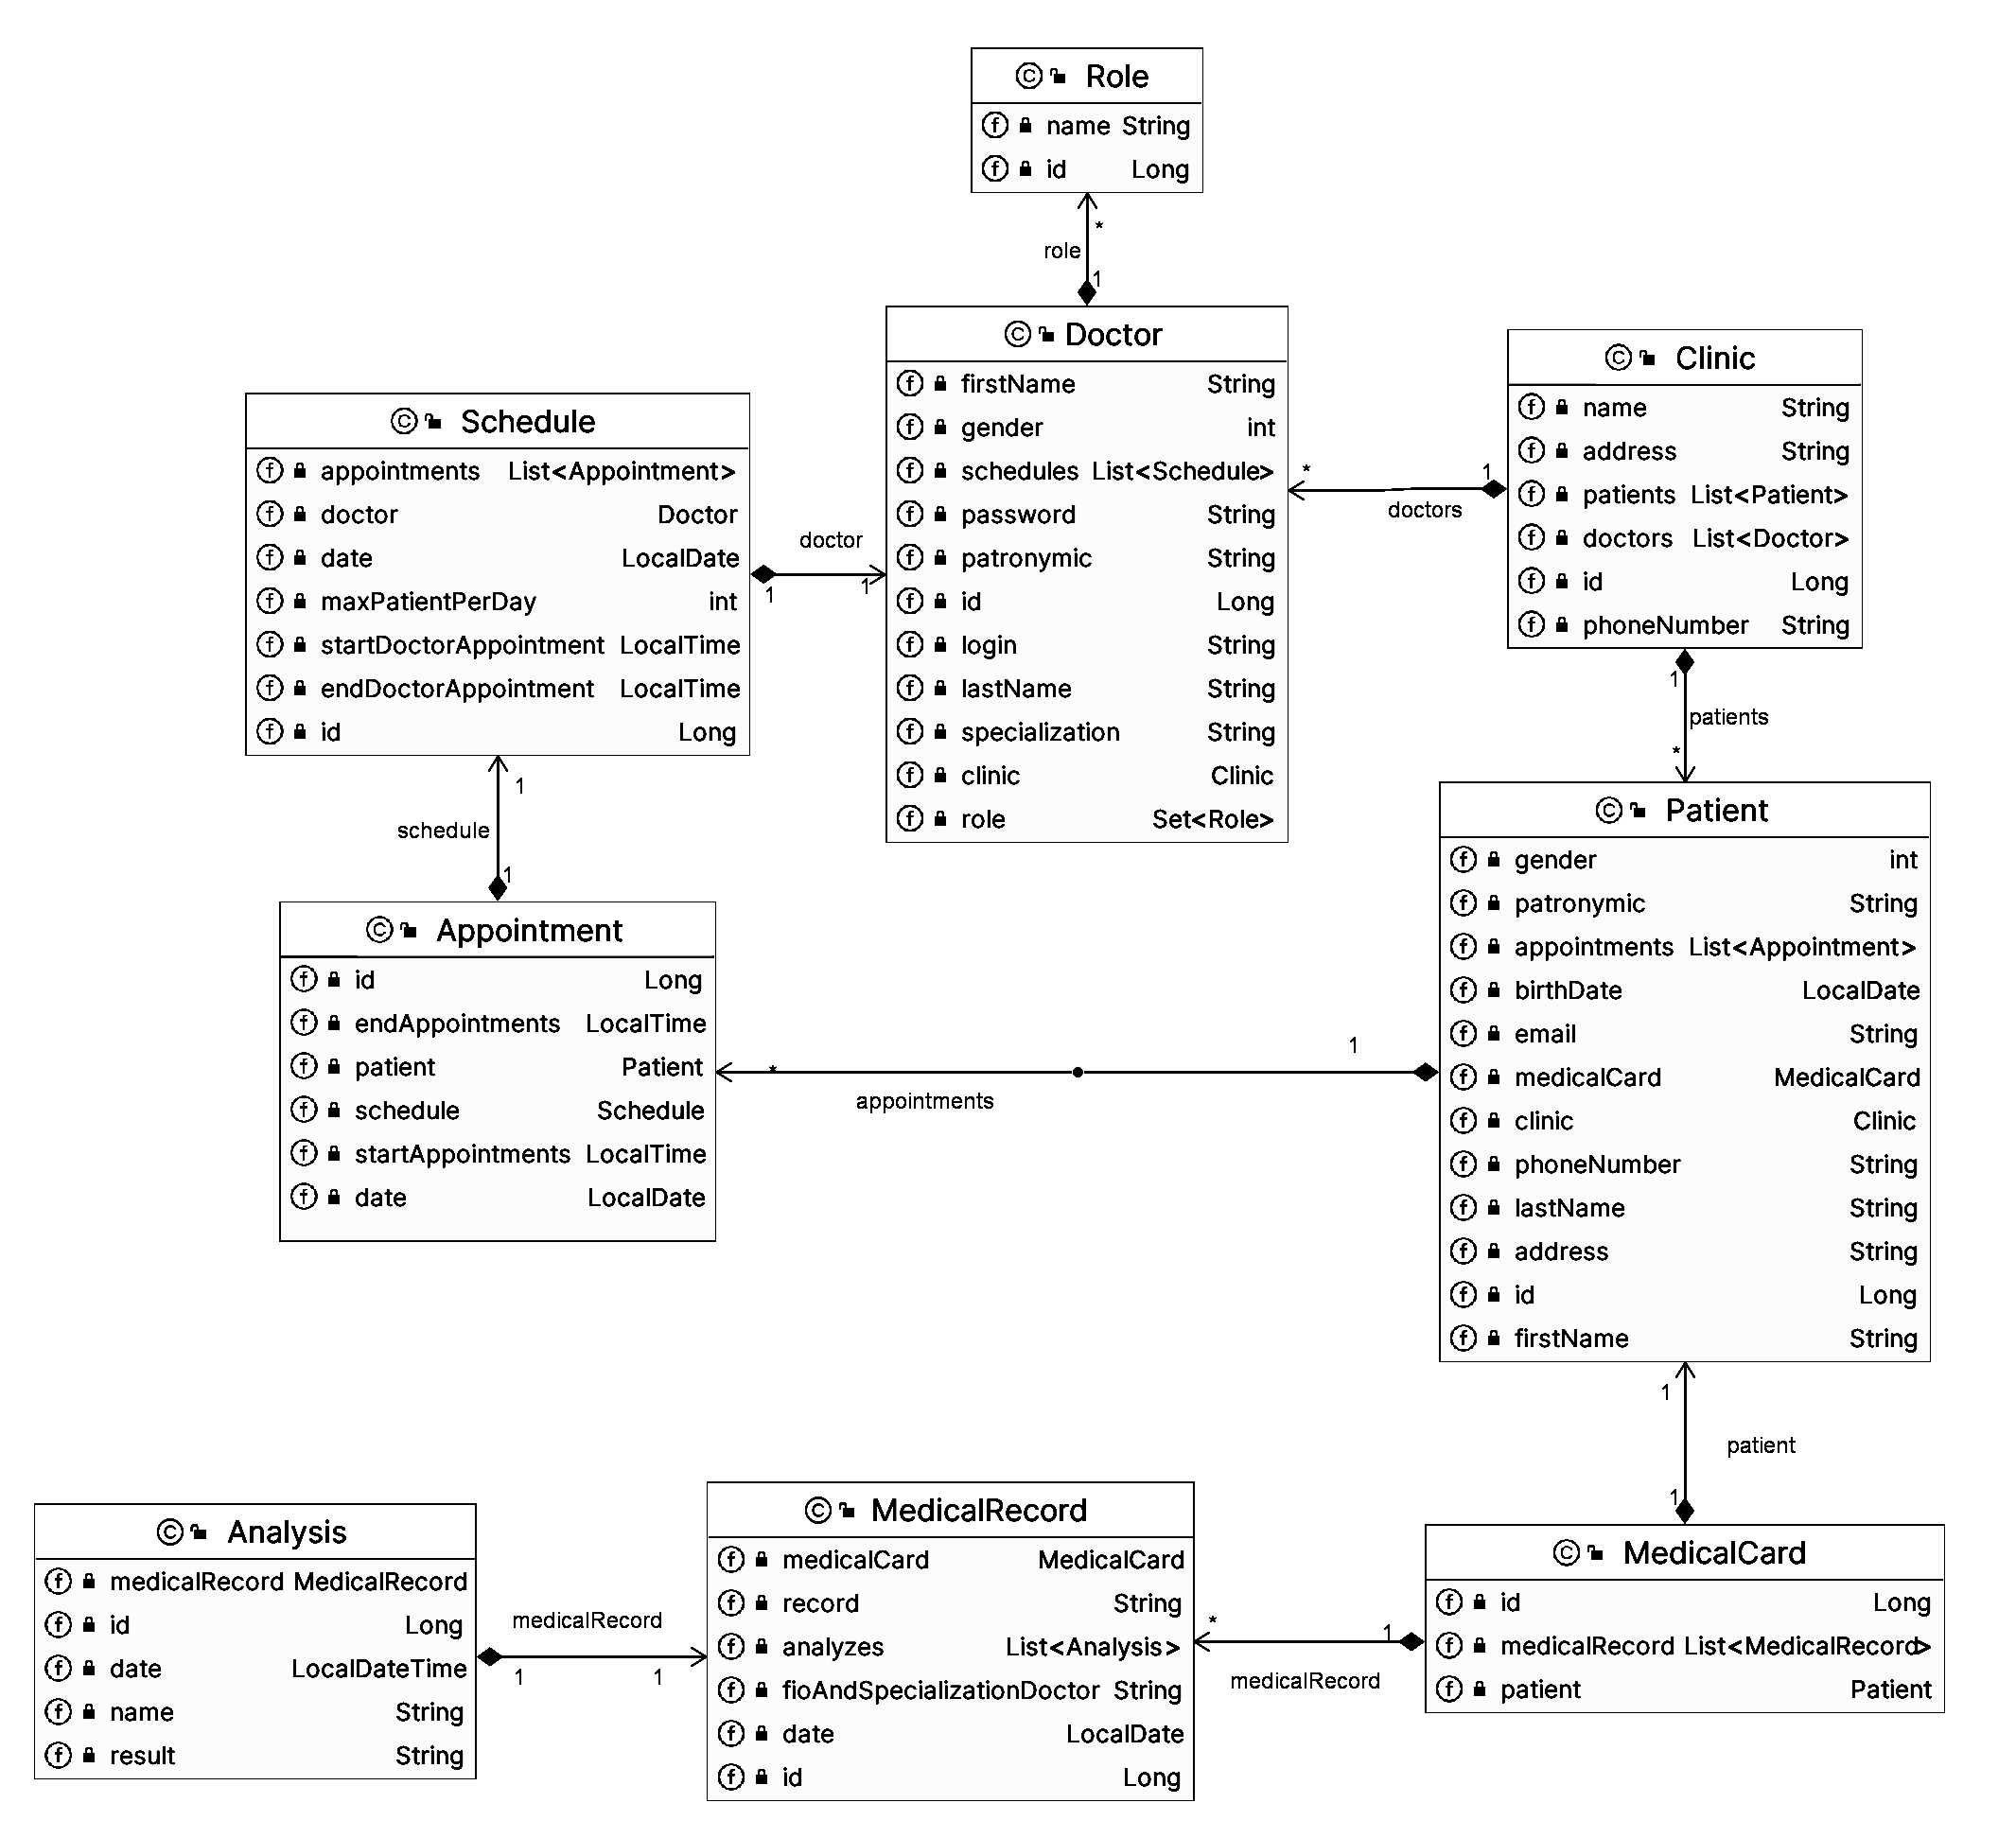 Role
name String
id Long
*
role
1
Doctor
firstName String
gender int
schedules List<Schedule>
password String
patronymic String
id Long
login String
lastName String
specialization String
clinic Clinic
role Set<Role>
Clinic
name String
address String
patients List<Patient>
doctors List<Doctor>
id Long
phoneNumber String
* 1
doctors
Schedule
appointments List<Appointment>
doctor Doctor
date LocalDate
maxPatientPerDay int
startDoctorAppointment LocalTime
endDoctorAppointment LocalTime
id Long
doctor
1 1
1
patients
*
1
schedule
1
Patient
gender int
patronymic String
appointments List<Appointment>
birthDate LocalDate
email String
medicalCard MedicalCard
clinic Clinic
phoneNumber String
lastName String
address String
id Long
firstName String
Appointment
id Long
endAppointments LocalTime
patient Patient
schedule Schedule
startAppointments LocalTime
date LocalDate
* 1
appointments
1
patient
1
Analysis
medicalRecord MedicalRecord
id Long
date LocalDateTime
name String
result String
medicalRecord
1 1
MedicalRecord
medicalCard MedicalCard
record String
analyzes List<Analysis>
fioAndSpecializationDoctor String
date LocalDate
id Long
* 1
medicalRecord
MedicalCard
id Long
medicalRecord List<MedicalRecord>
patient Patient